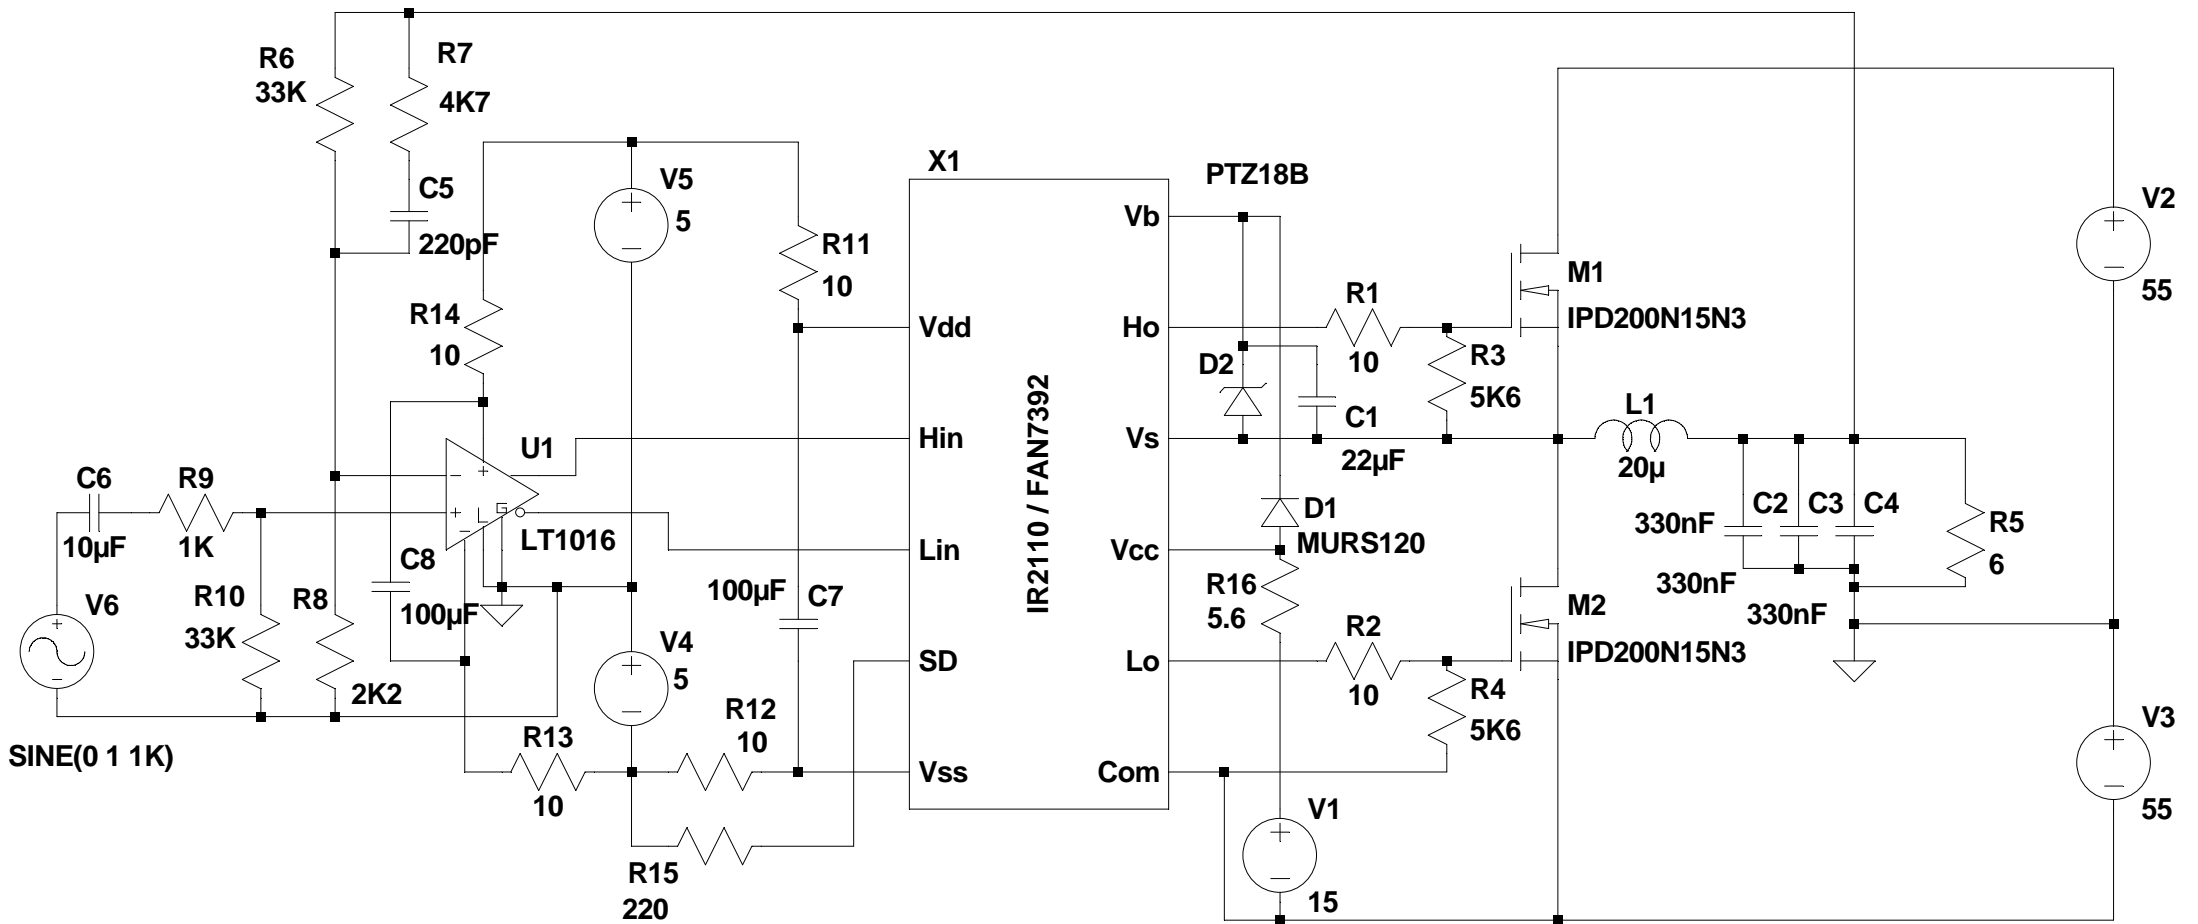 R6
33K
R7
4K7
C5
220pF
R14
10
V5
5
R11
10
X1
IR2110 / FAN7392
Vdd
Hin
Lin
SD
Vss
Vb
Ho
Vs
Vcc
Lo
Com
PTZ18B
D2
C1
22µF
R1
10
R3
5K6
M1
IPD200N15N3
V2
55
L1
20µ
C2
330nF
C3
330nF
C4
330nF
R5
6
D1
MURS120
R16
5.6
R2
10
R4
5K6
M2
IPD200N15N3
V3
55
V1
15
U1
LT1016
L
G
C6
10µF
R9
1K
V6
SINE(0 1 1K)
R10
33K
R8
2K2
C8
100µF
V4
5
100µF
C7
R12
10
R13
10
R15
220